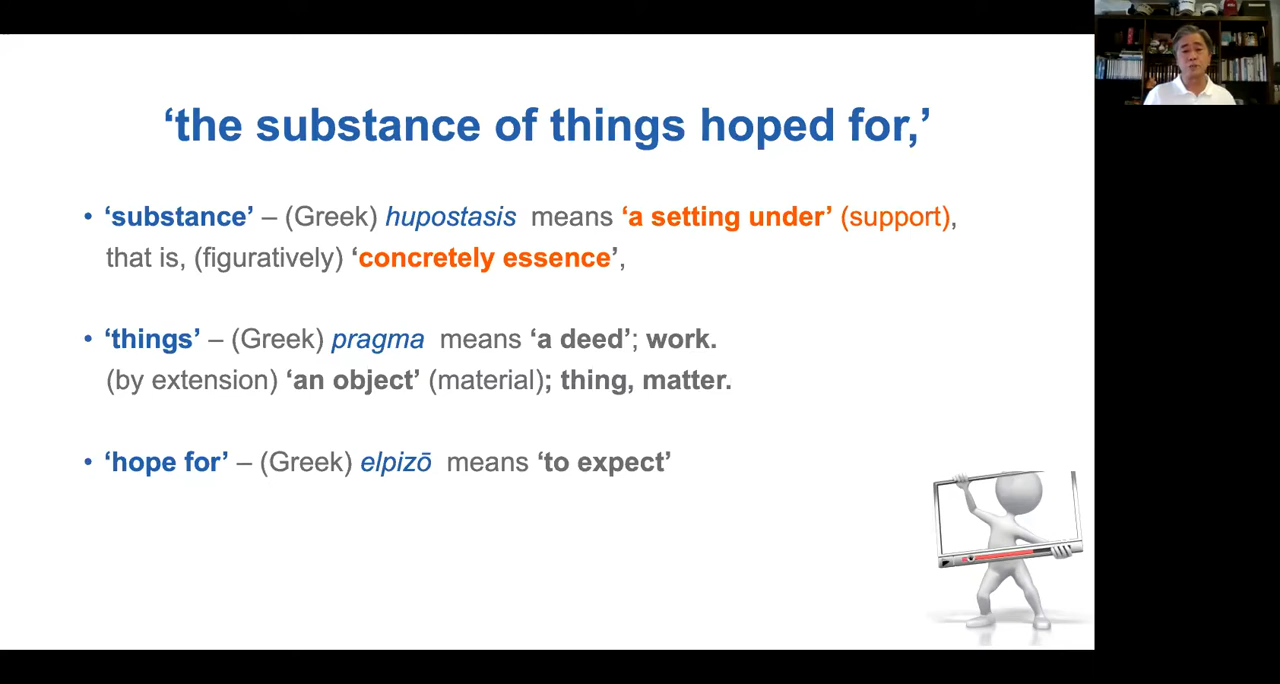 ‘the substance of things hoped for,’
• ‘substance’ – (Greek) hupostasis means ‘a setting under’ (support),
that is, (figuratively) ‘concretely essence’,
• ‘things’ – (Greek) pragma means ‘a deed’; work.
(by extension) ‘an object’ (material); thing, matter.
• ‘hope for’ – (Greek) elpizō means ‘to expect’